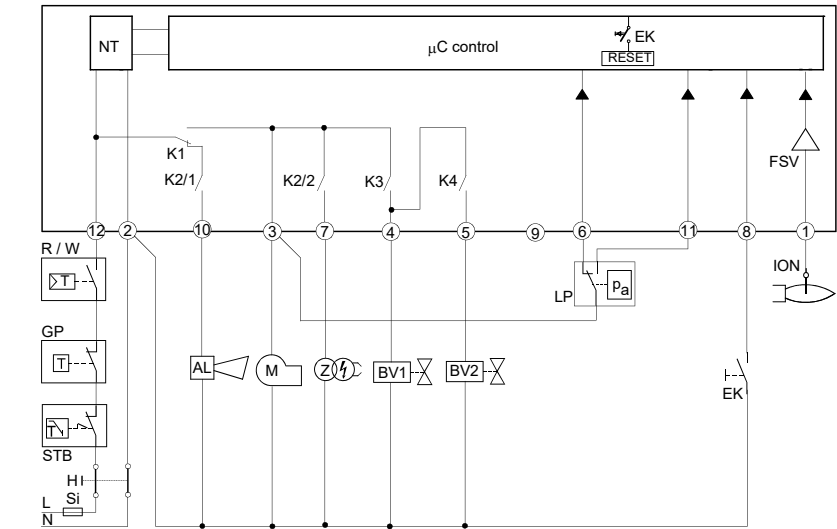 NT
μC control
EK
RESET
FSV
K1
K2/1
K2/2
K3
K4
12
2
10
3
7
4
5
9
6
11
8
1
R / W
T
LP
pa
ION
GP
T
AL
M
Z
BV1
BV2
EK
T
STB
H
L
Si
N